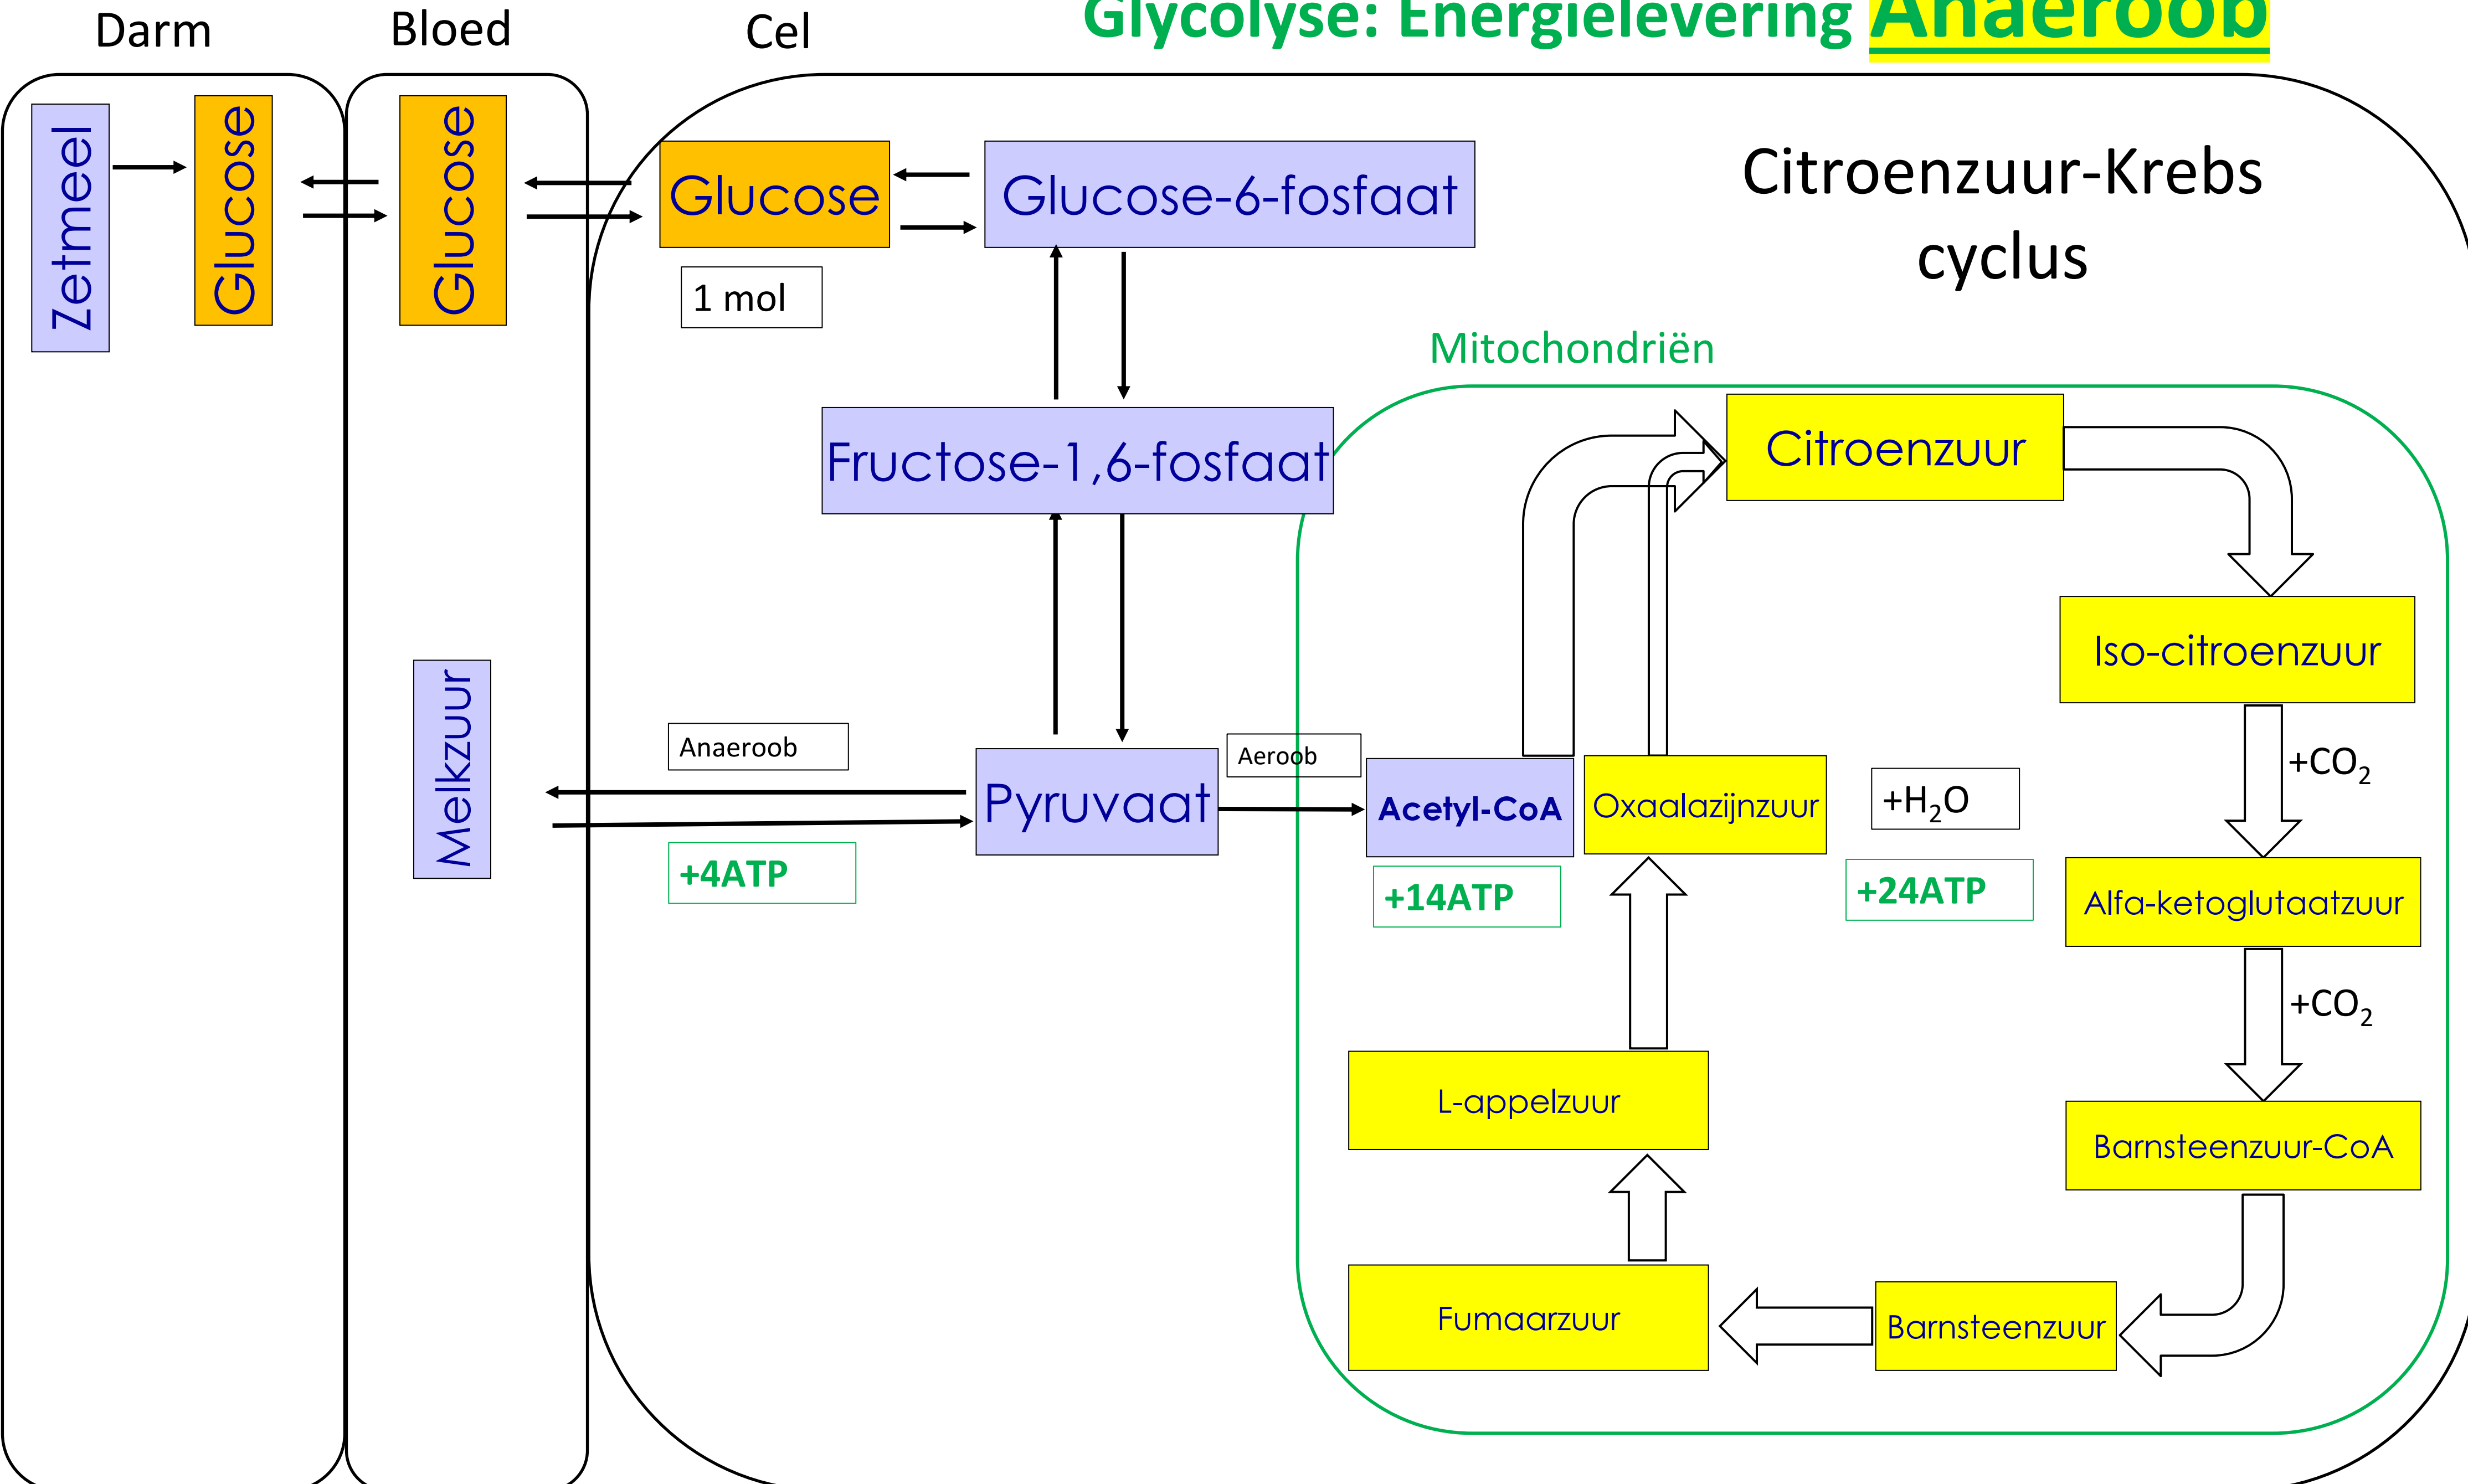 Glycolyse: Energielevering Anaeroob
Darm
Bloed
Cel
Zetmeel
Glucose
Glucose
Glucose
Glucose-6-fosfaat
1 mol
Citroenzuur-Krebs
cyclus
Mitochondriën
Fructose-1,6-fosfaat
Citroenzuur
Iso-citroenzuur
+CO₂
Melkzuur
Anaeroob
Pyruvaat
Aeroob
Acetyl-CoA
Oxaalazijnzuur
+H₂O
+4ATP
+14ATP
+24ATP
Alfa-ketoglutaatzuur
+CO₂
L-appelzuur
Barnsteenzuur-CoA
Fumaarzuur
Barnsteenzuur